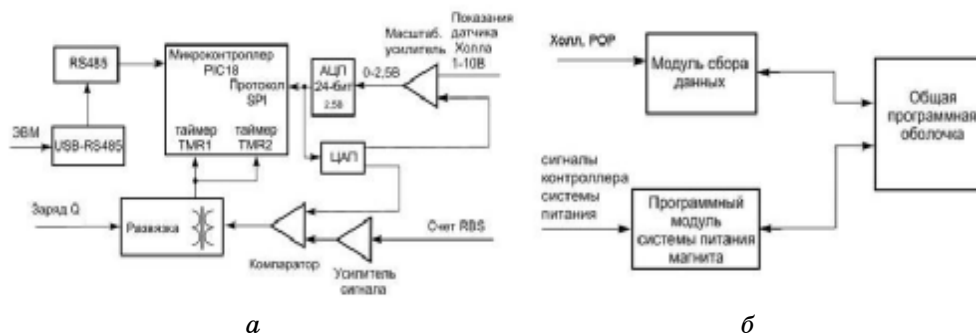 RS485
USB-RS485
ЭВМ
Микроконтроллер
PIC18
Протокол
SPI
таймер
TMR1
таймер
TMR2
АЦП
24-бит
2,5В
0-2,5В
Масштаб.
усилитель
Показания
датчика
Холла
1-10В
ЦАП
Заряд Q
Развязка
Компаратор
Усилитель
сигнала
Счет RBS
а
Холл, РОР
Модуль сбора
данных
Общая
программная
оболочка
сигналы
контроллера
системы
питания
Программный
модуль
системы питания
магнита
б